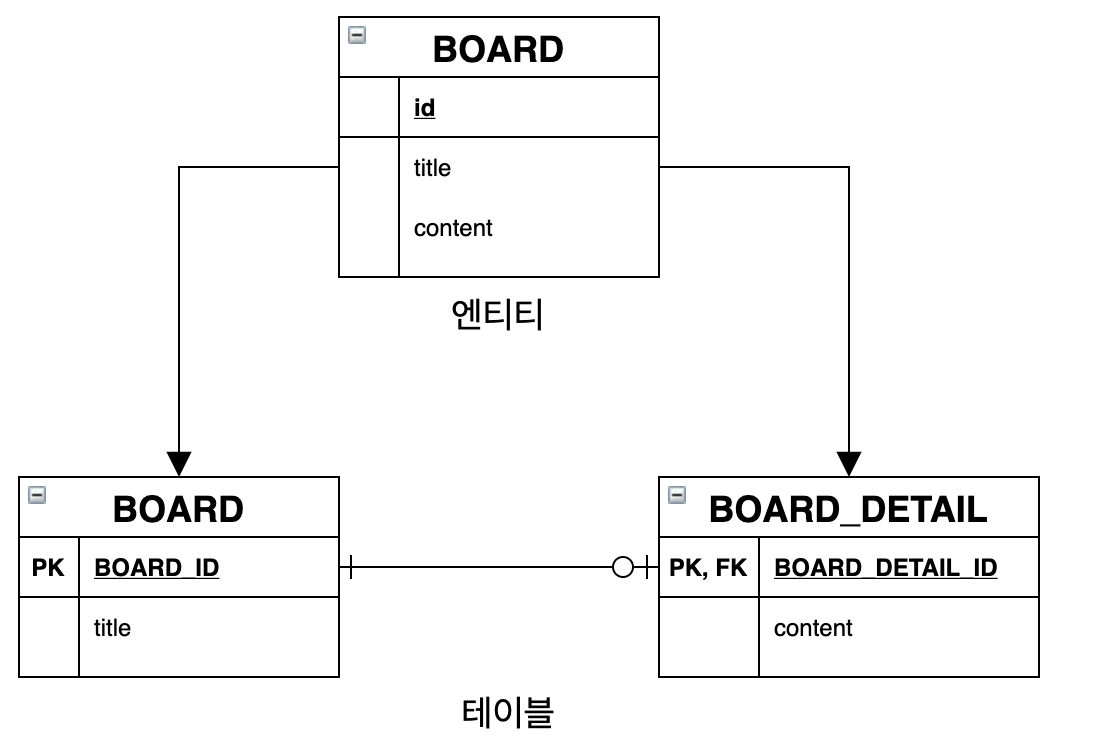 BOARD
id
title
content
엔티티
BOARD
PK BOARD_ID
title
BOARD_DETAIL
PK, FK BOARD_DETAIL_ID
content
테이블